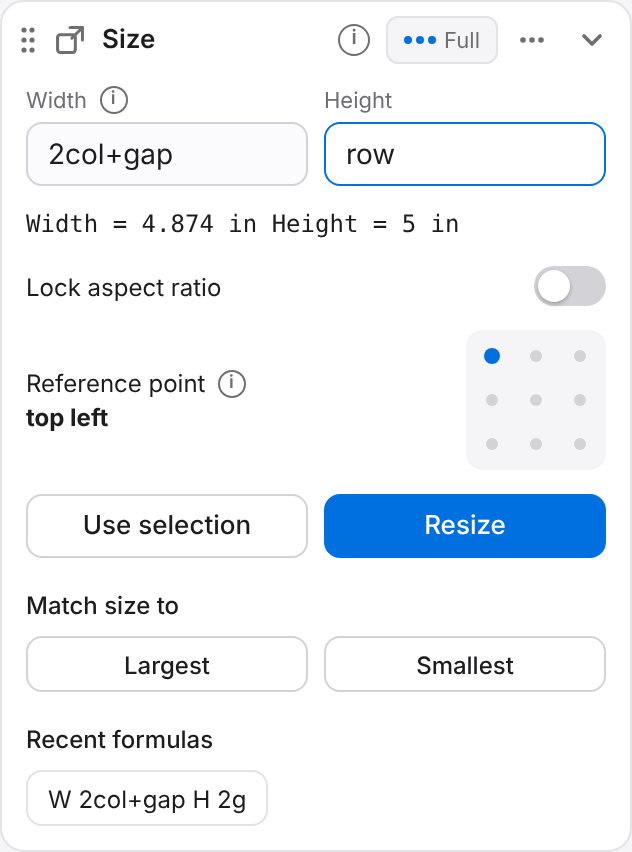 Size
Full
Width
Height
2col+gap
row
Width = 4.874 in Height = 5 in
Lock aspect ratio
Reference point
top left
Use selection
Resize
Match size to
Largest
Smallest
Recent formulas
W 2col+gap H 2g